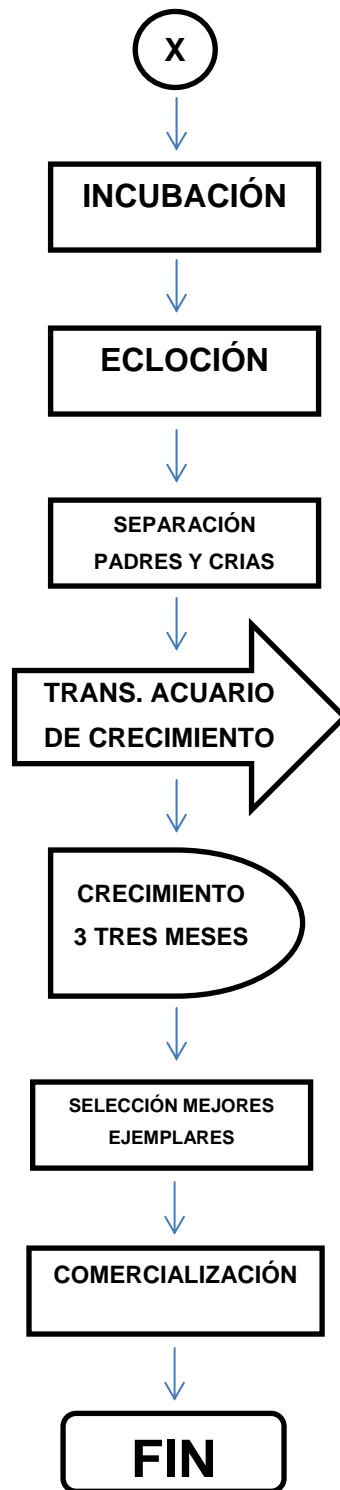 X
INCUBACIÓN
ECLOCIÓN
SEPARACIÓN
PADRES Y CRIAS
TRANS. ACUARIO
DE CRECIMIENTO
CRECIMIENTO
3 TRES MESES
SELECCIÓN MEJORES
EJEMPLARES
COMERCIALIZACIÓN
FIN